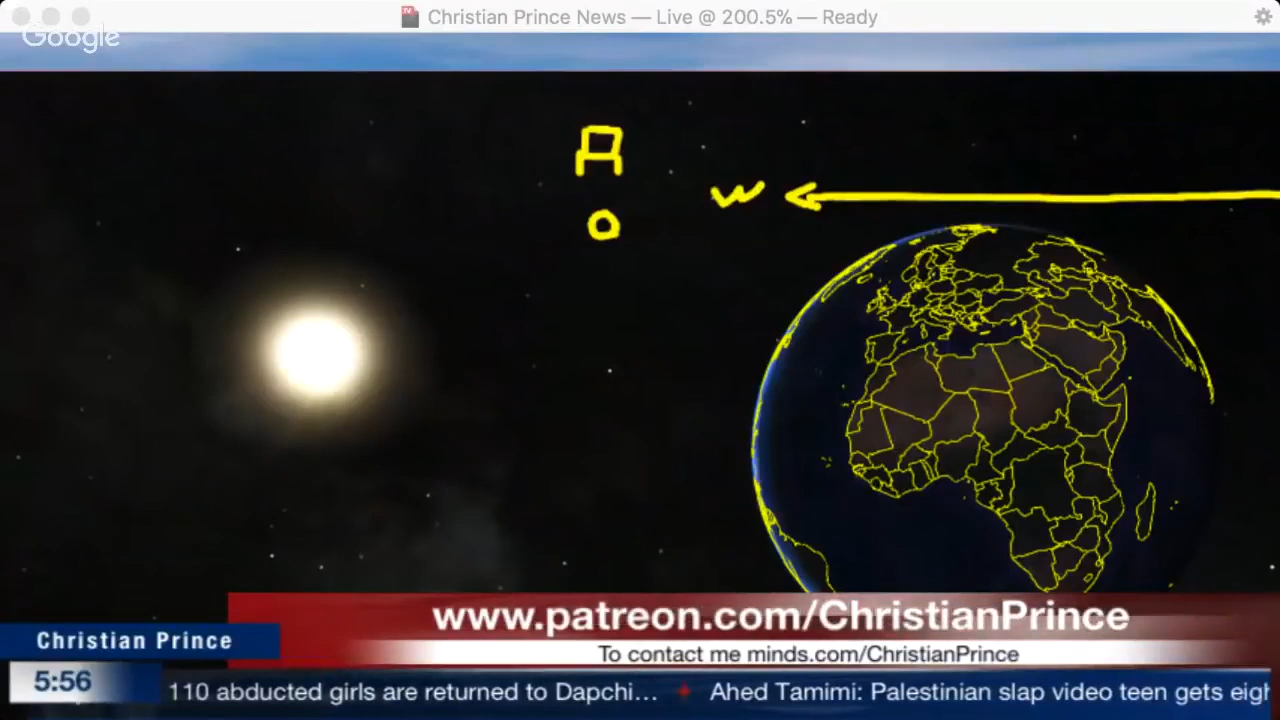 Christian Prince News — Live @ 200.5% — Ready
Google
W
www.patreon.com/ChristianPrince
To contact me minds.com/ChristianPrince
Christian Prince
5:56
110 abducted girls are returned to Dapchi... Ahed Tamimi: Palestinian slap video teen gets eigh